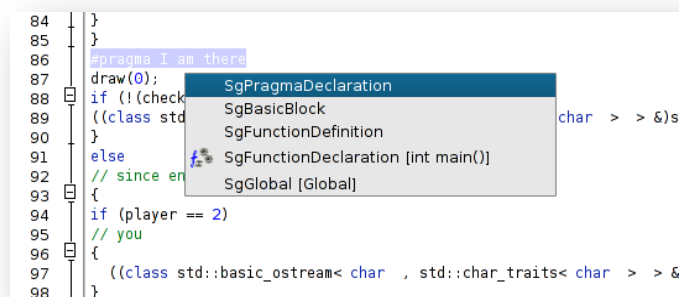 84 }
85 }
86 #pragma I am there
87 draw(0);
88 if (!(check
89 ((class std char > > &)s
90 }
91 else
92 // since en
93 {
94 if (player == 2)
95 // you
96 {
97 ((class std::basic_ostream< char , std::char_traits< char > > &
98 }
SgPragmaDeclaration
SgBasicBlock
SgFunctionDefinition
SgFunctionDeclaration [int main()]
SgGlobal [Global]